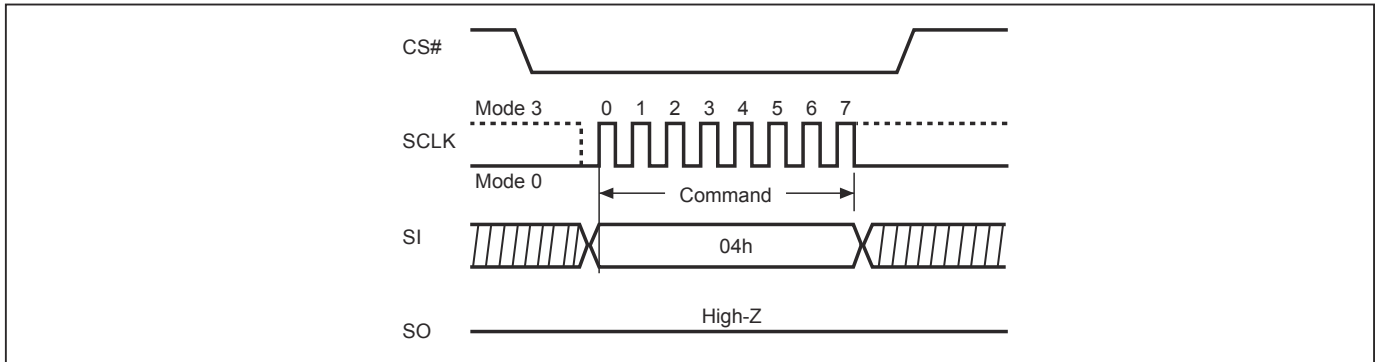 CS#
Mode 3
0 1 2 3 4 5 6 7
SCLK
Mode 0
Command
SI
04h
High-Z
SO